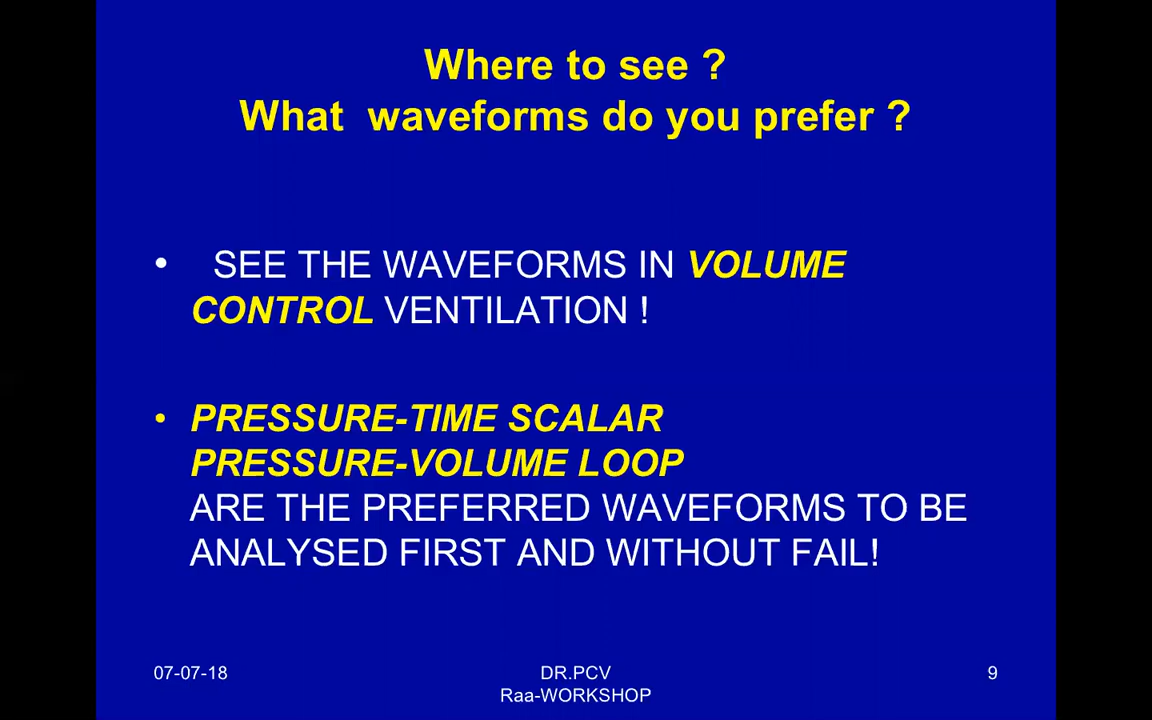 Where to see ?
What waveforms do you prefer ?
• SEE THE WAVEFORMS IN VOLUME
CONTROL VENTILATION !
• PRESSURE-TIME SCALAR
PRESSURE-VOLUME LOOP
ARE THE PREFERRED WAVEFORMS TO BE
ANALYSED FIRST AND WITHOUT FAIL!
07-07-18
DR.PCV
Raa-WORKSHOP
9